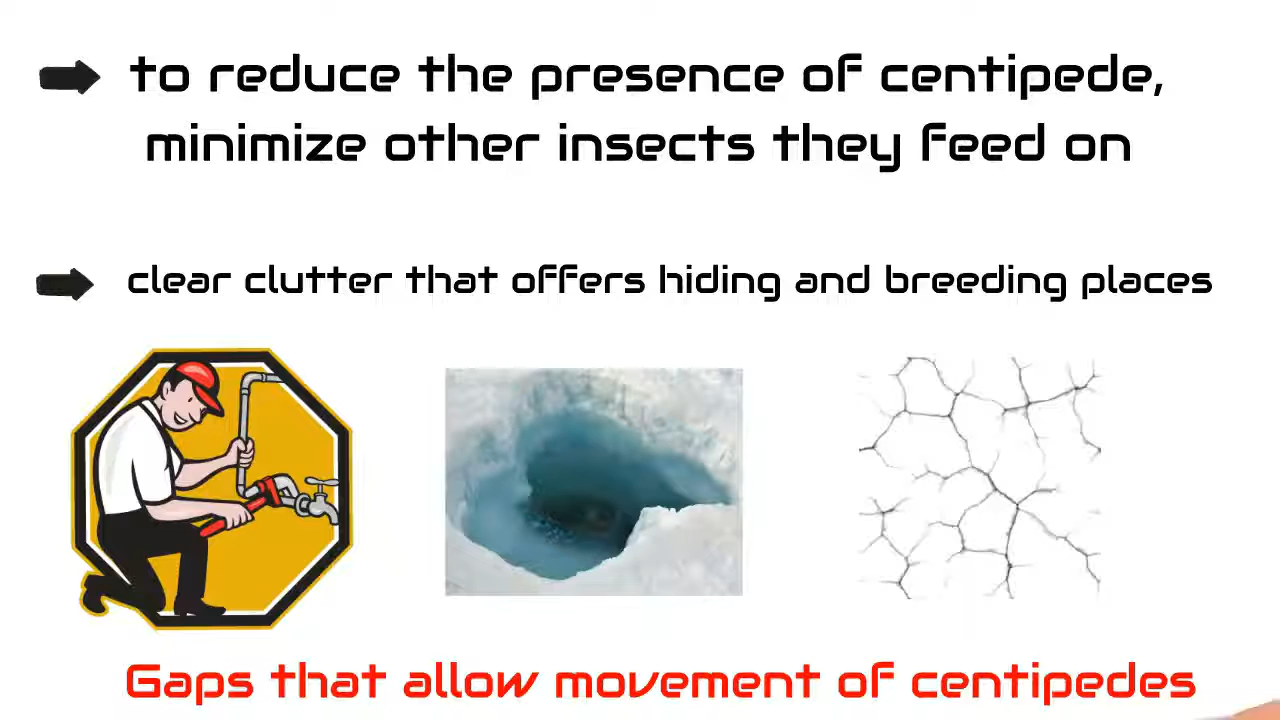 to reduce the presence of centipede,
minimize other insects they feed on
clear clutter that offers hiding and breeding places
Gaps that allow movement of centipedes